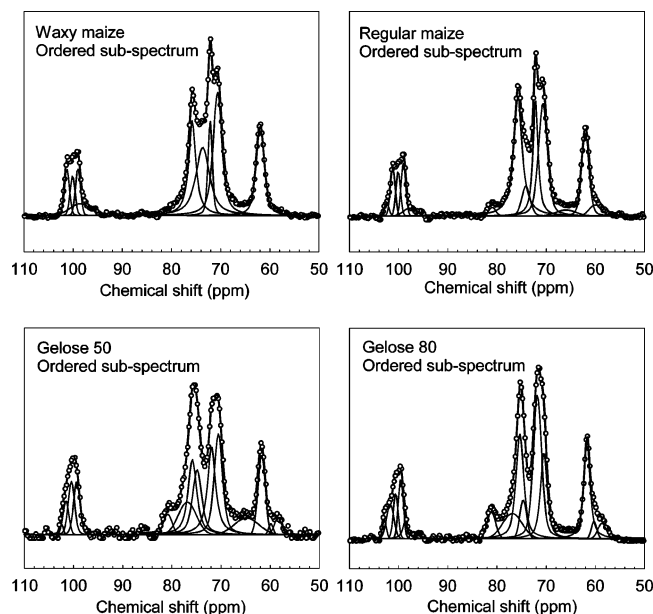 Waxy maize
Ordered sub-spectrum
110 100 90 80 70 60 50
Chemical shift (ppm)
Regular maize
Ordered sub-spectrum
110 100 90 80 70 60 50
Chemical shift (ppm)
Gelose 50
Ordered sub-spectrum
110 100 90 80 70 60 50
Chemical shift (ppm)
Gelose 80
Ordered sub-spectrum
110 100 90 80 70 60 50
Chemical shift (ppm)